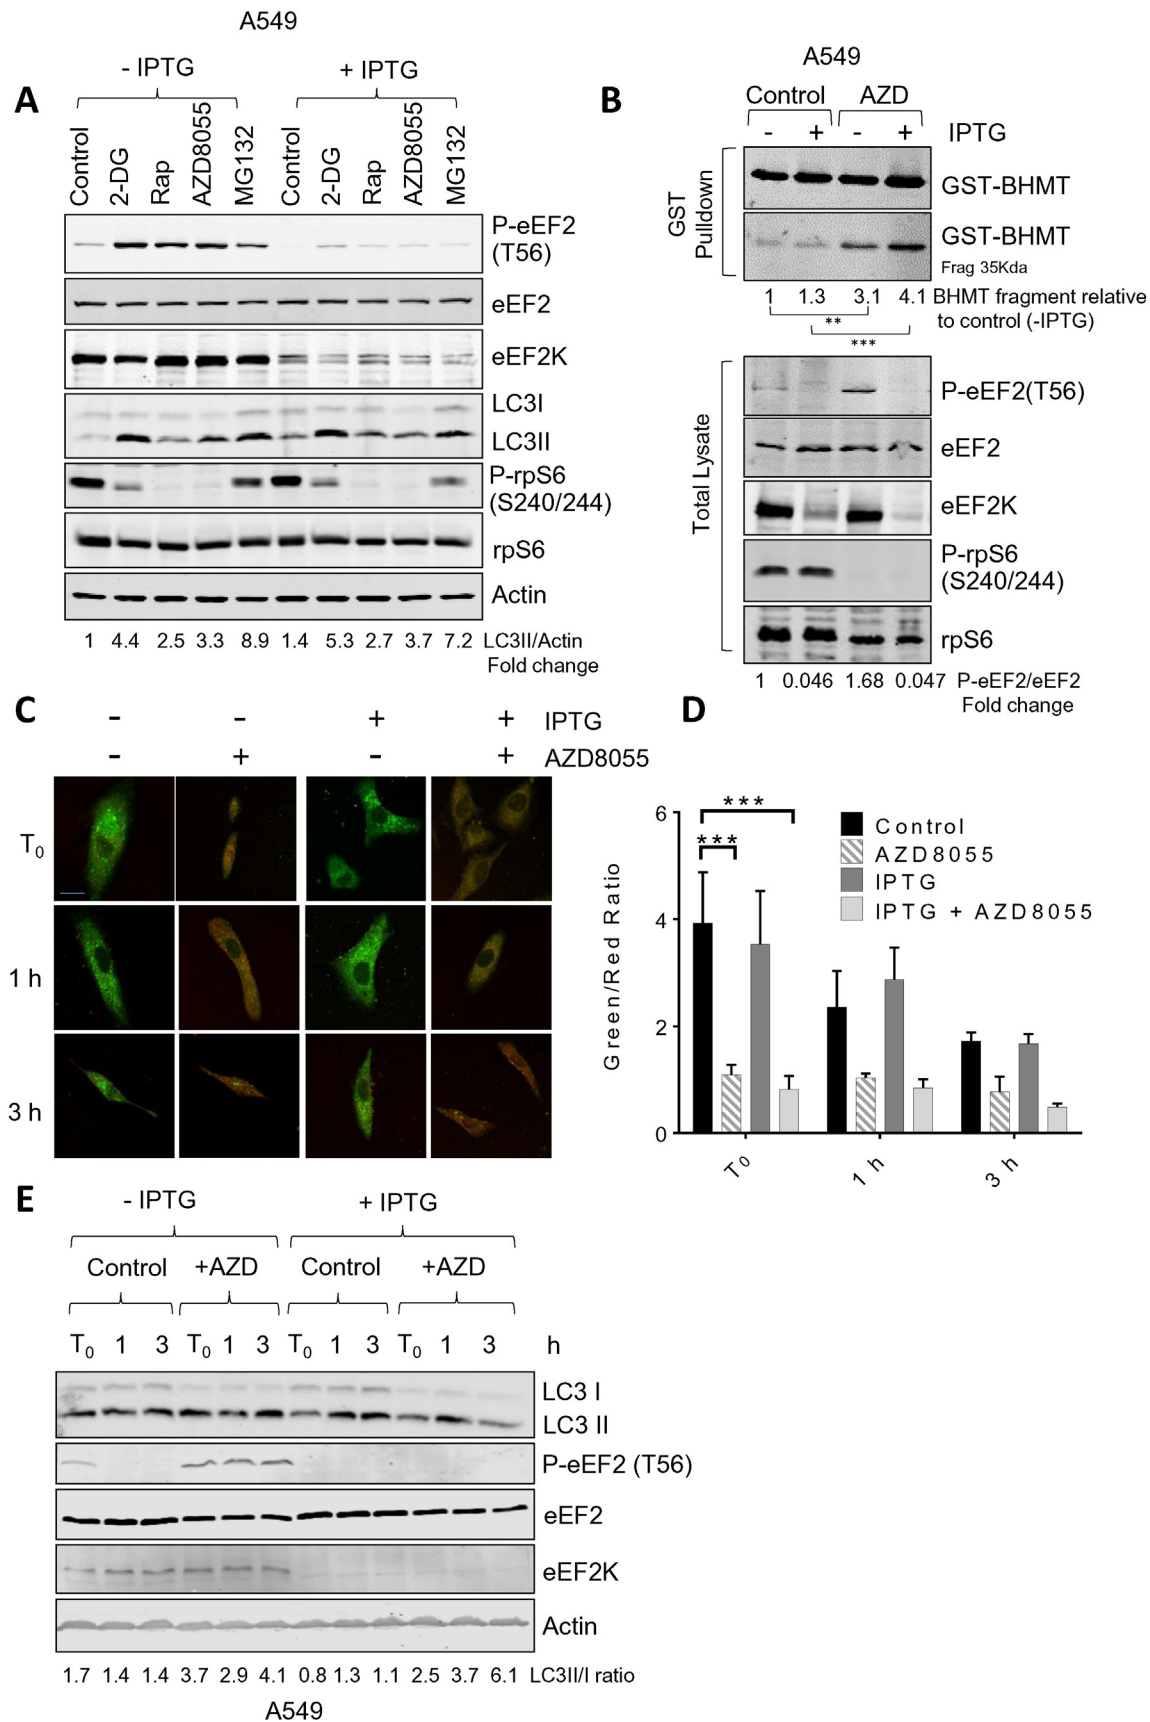 A549
- IPTG
+ IPTG
A
Control
2-DG
Rap
AZD8055
MG132
Control
2-DG
Rap
AZD8055
MG132
P-eEF2
(T56)
eEF2
eEF2K
LC3I
LC3II
P-rpS6
(S240/244)
rpS6
Actin
1 4.4 2.5 3.3 8.9 1.4 5.3 2.7 3.7 7.2 LC3II/Actin
Fold change
A549
B
Control AZD
- + - + IPTG
GST
Pulldown
GST-BHMT
GST-BHMT
Frag 35Kda
1 1.3 3.1 4.1 BHMT fragment relative
to control (-IPTG)
**
***
Total Lysate
P-eEF2(T56)
eEF2
eEF2K
P-rpS6
(S240/244)
rpS6
1 0.046 1.68 0.047 P-eEF2/eEF2
Fold change
C
- - + + IPTG
- + - + AZD8055
T0
1 h
3 h
D
Green/Red Ratio
6
4
2
0
***
***
Control
AZD8055
IPTG
IPTG + AZD8055
T0
1 h
3 h
E
- IPTG + IPTG
Control +AZD Control +AZD
T0 1 3 T0 1 3 T0 1 3 T0 1 3 h
LC3 I
LC3 II
P-eEF2 (T56)
eEF2
eEF2K
Actin
1.7 1.4 1.4 3.7 2.9 4.1 0.8 1.3 1.1 2.5 3.7 6.1 LC3II/I ratio
A549